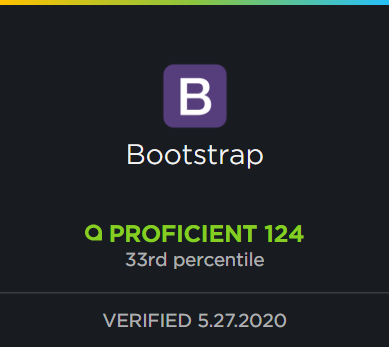 B
Bootstrap
PROFICIENT 124
33rd percentile
VERIFIED 5.27.2020